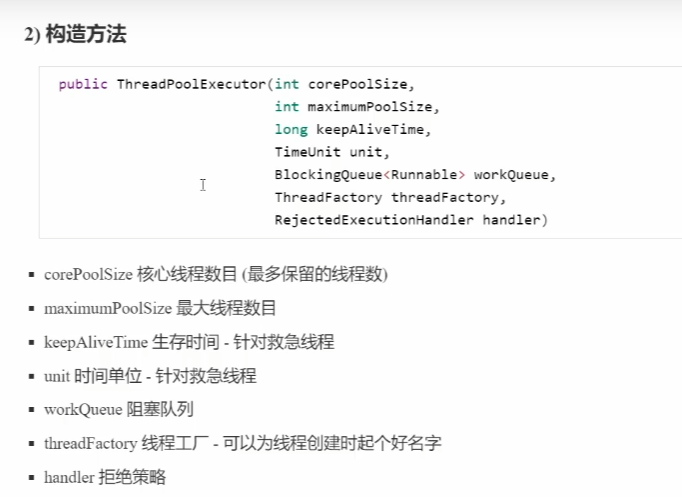 2) 构造方法
public ThreadPoolExecutor(int corePoolSize,
int maximumPoolSize,
long keepAliveTime,
TimeUnit unit,
BlockingQueue<Runnable> workQueue,
ThreadFactory threadFactory,
RejectedExecutionHandler handler)
▪ corePoolSize 核心线程数目 (最多保留的线程数)
▪ maximumPoolSize 最大线程数目
▪ keepAliveTime 生存时间 - 针对救急线程
▪ unit 时间单位 - 针对救急线程
▪ workQueue 阻塞队列
▪ threadFactory 线程工厂 - 可以为线程创建时起个好名字
▪ handler 拒绝策略